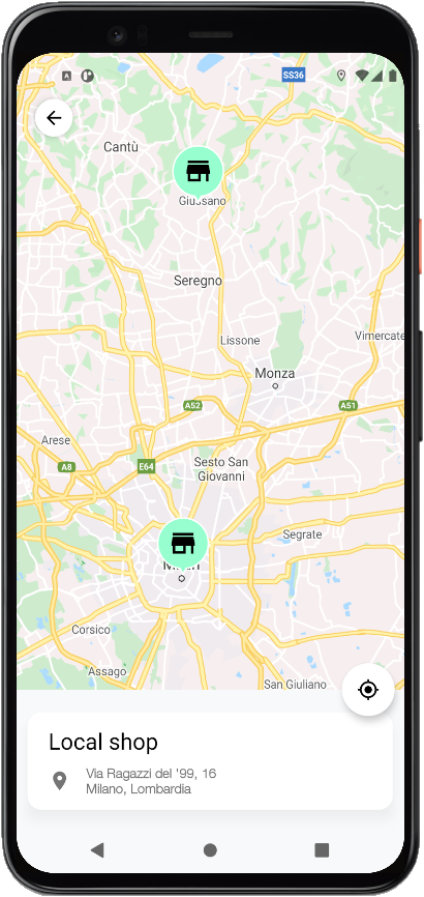 SS36
Cantù
Giussano
Seregno
Lissone
Vimercate
Monza
A52
A51
Arese
A8
E64
Sesto San
Giovanni
Segrate
Corsico
Assago
San Giuliano
Local shop
Via Ragazzi del '99, 16
Milano, Lombardia